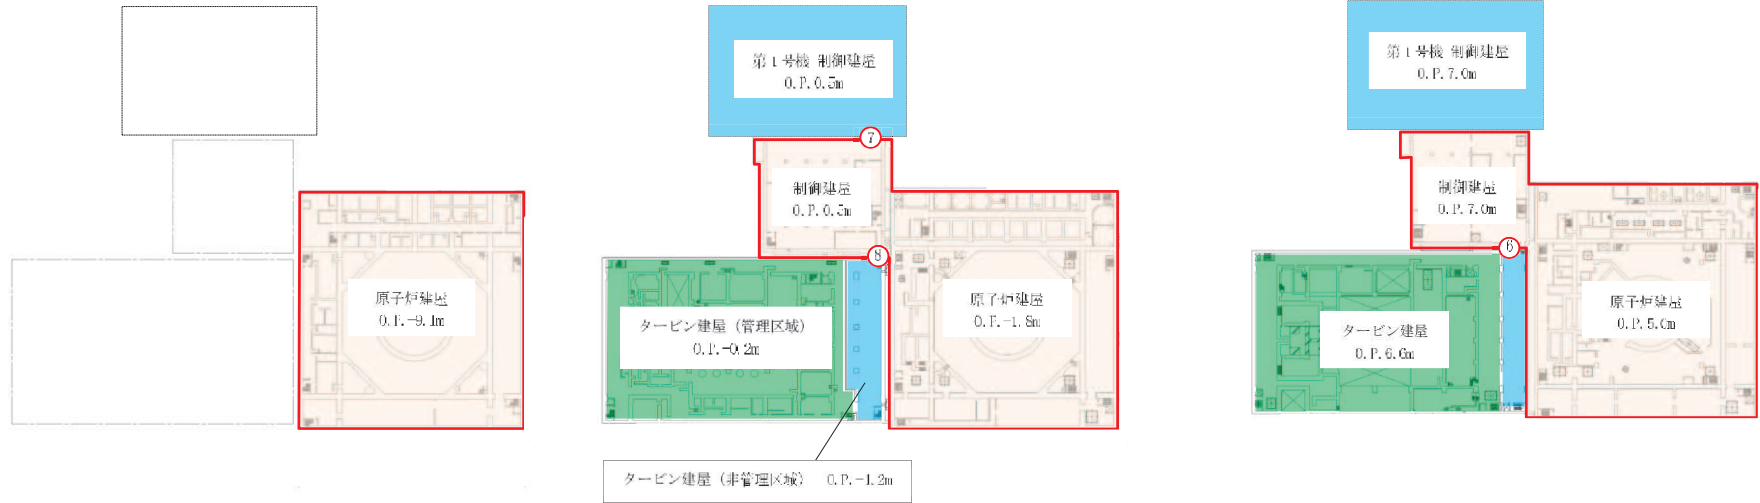 原子炉建屋
O.P.-9.1m
第1号機 制御建屋
O.P.0.5m
⑦
制御建屋
O.P.0.5m
⑧
タービン建屋（管理区域）
O.P.-0.2m
原子炉建屋
O.P.-1.8m
タービン建屋（非管理区域） O.P.-1.2m
第1号機 制御建屋
O.P.7.0m
制御建屋
O.P.7.0m
⑥
タービン建屋
O.P.6.6m
原子炉建屋
O.P.5.0m